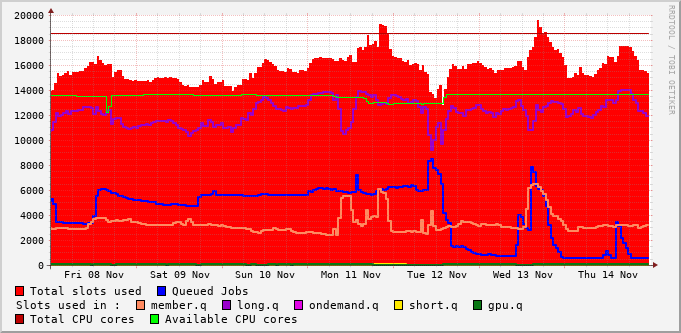 20000
18000
16000
14000
12000
10000
8000
6000
4000
2000
0
Fri 08 Nov Sat 09 Nov Sun 10 Nov Mon 11 Nov Tue 12 Nov Wed 13 Nov Thu 14 Nov
Total slots used Queued Jobs
Slots used in : member.q long.q ondemand.q short.q gpu.q
Total CPU cores Available CPU cores
RRDTOOL / TOBI OETIKER